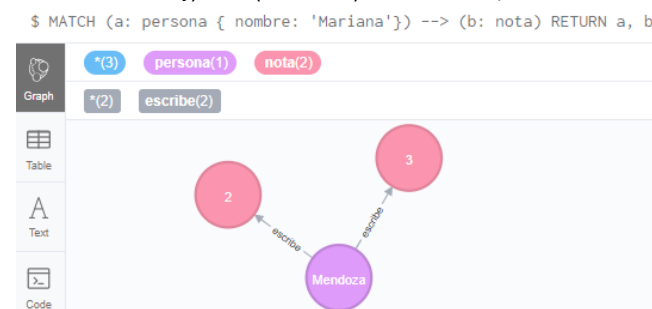 $ MATCH (a: persona { nombre: 'Mariana'}) --> (b: nota) RETURN a, b
*(3) persona(1) nota(2)
Graph
*(2) escribe(2)
Table
3
2
A
Text
escribe
escribe
Mendoza
>_
Code